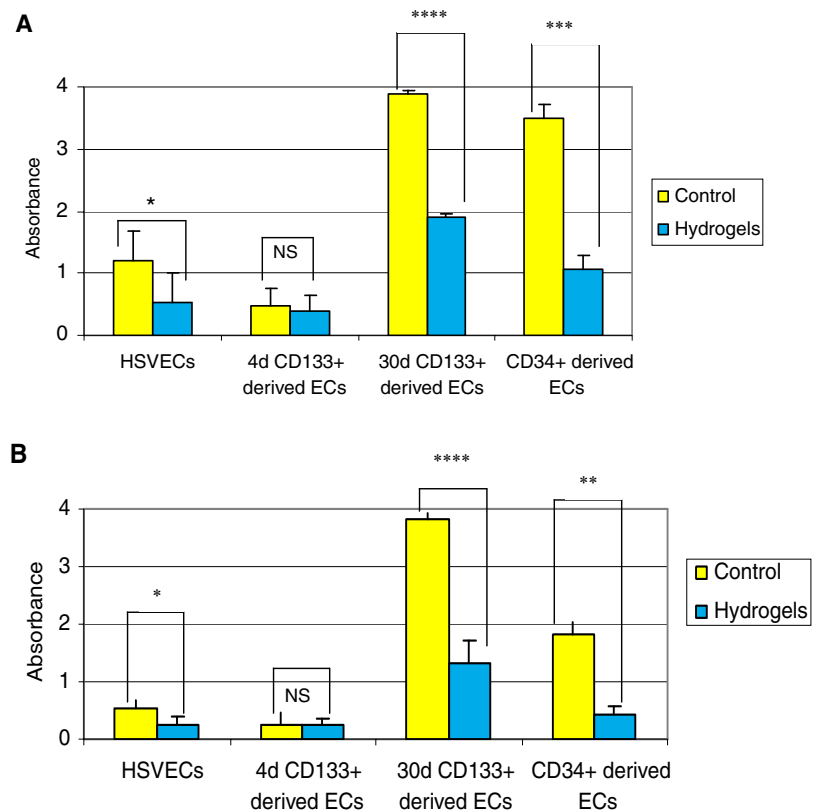 A
****
***
4
3
2
1
0
Absorbance
*
NS
Control
Hydrogels
HSVECs
4d CD133+
derived ECs
30d CD133+
derived ECs
CD34+ derived
ECs
B
****
**
4
3
2
1
0
Absorbance
*
NS
Control
Hydrogels
HSVECs
4d CD133+
derived ECs
30d CD133+
derived ECs
CD34+ derived
ECs